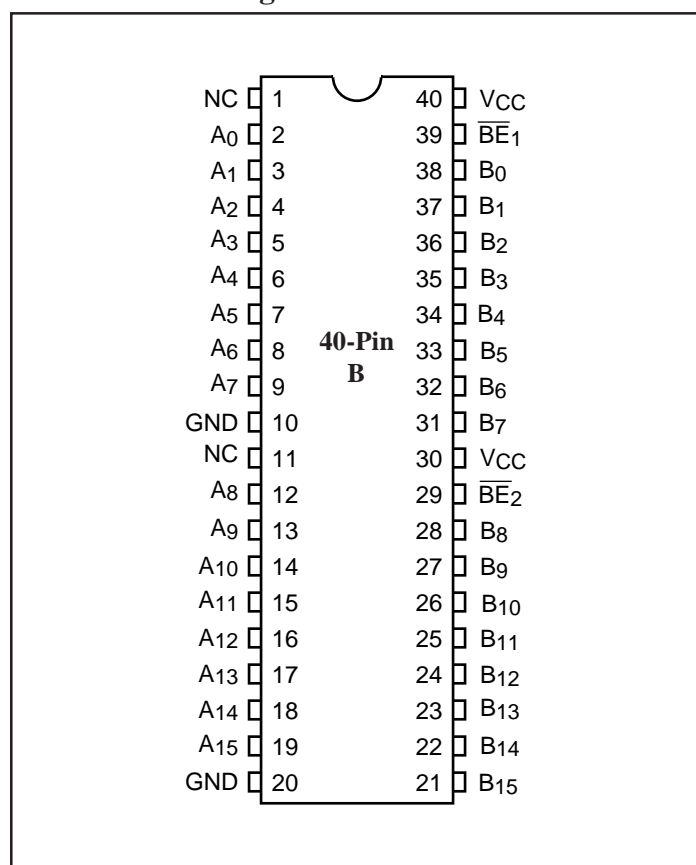 NC 1 40 VCC
A0 2 39 B̅E̅1
A1 3 38 B0
A2 4 37 B1
A3 5 36 B2
A4 6 35 B3
A5 7 34 B4
A6 8 40-Pin 33 B5
A7 9 B 32 B6
GND 10 31 B7
NC 11 30 VCC
A8 12 29 B̅E̅2
A9 13 28 B8
A10 14 27 B9
A11 15 26 B10
A12 16 25 B11
A13 17 24 B12
A14 18 23 B13
A15 19 22 B14
GND 20 21 B15